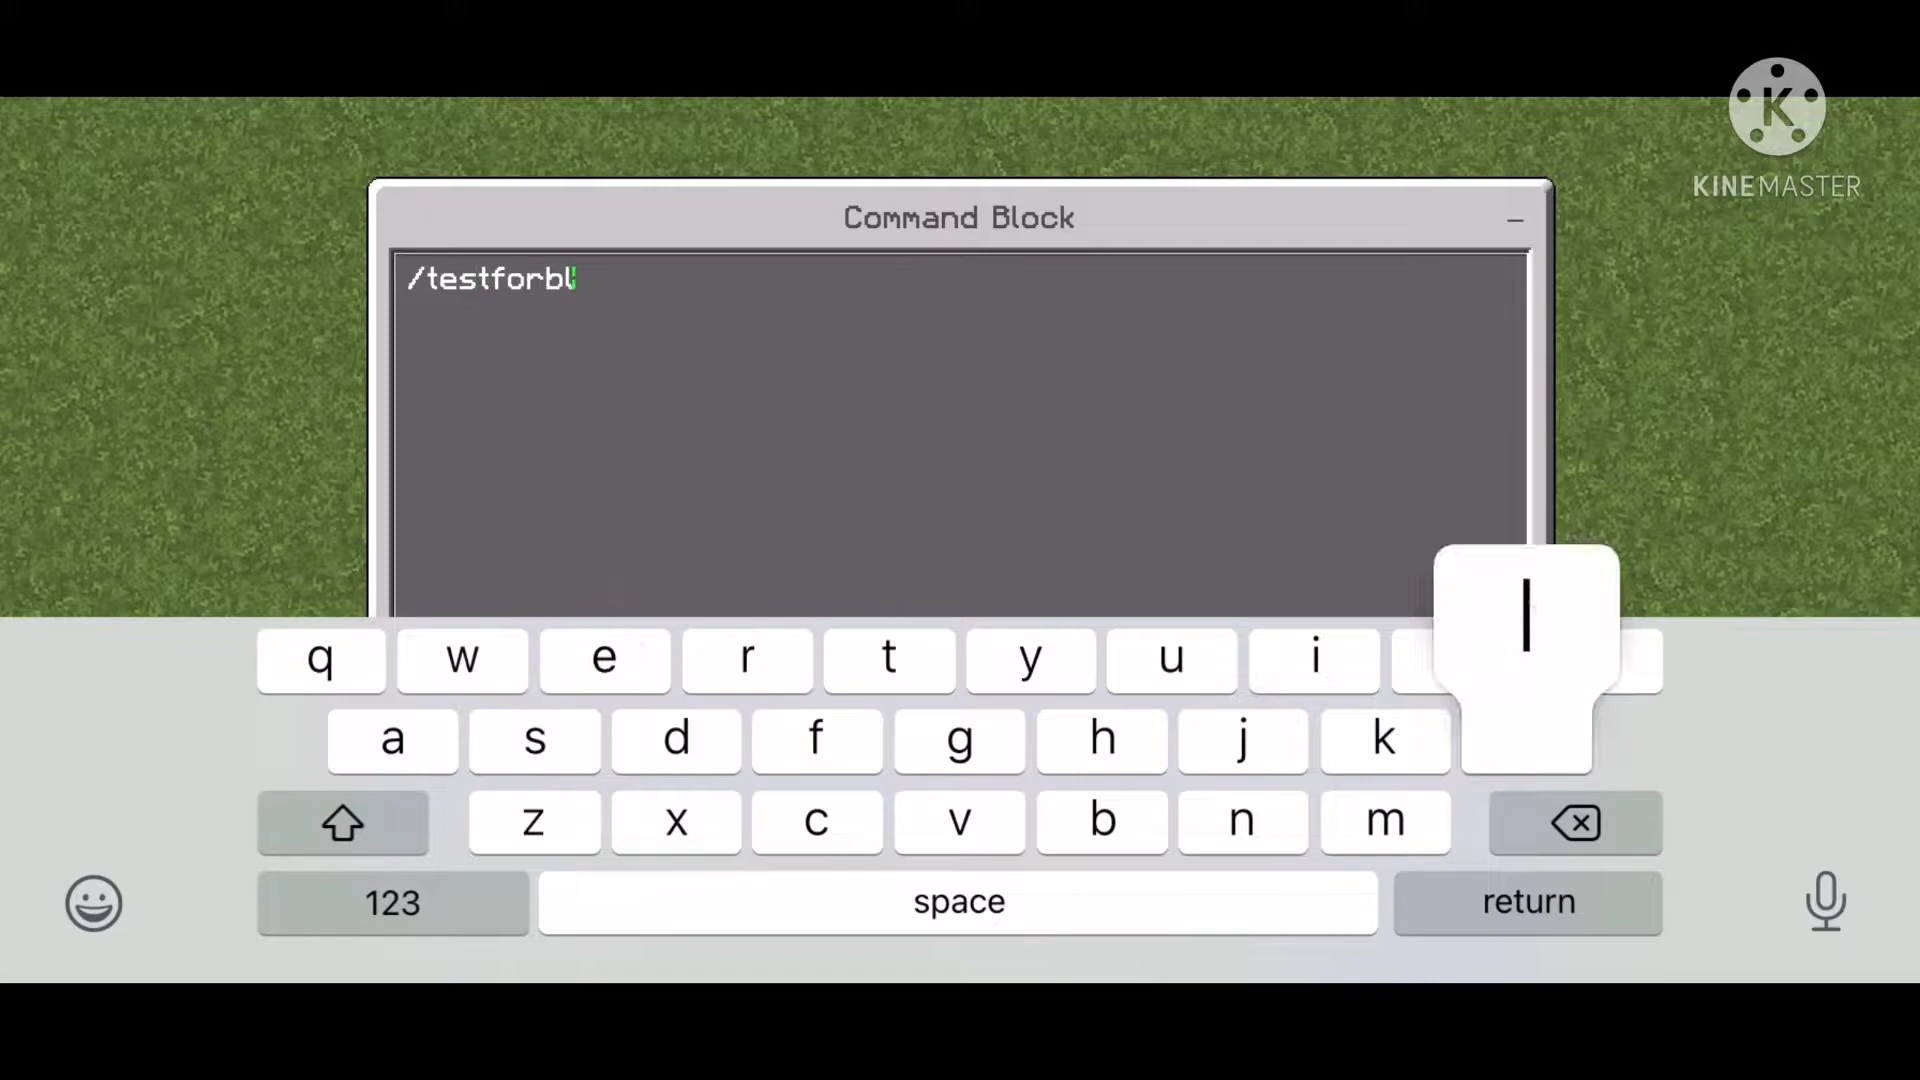 K
KINEMASTER
Command Block
/testforbl
l
q w e r t y u i
a s d f g h j k
z x c v b n m
123 space return